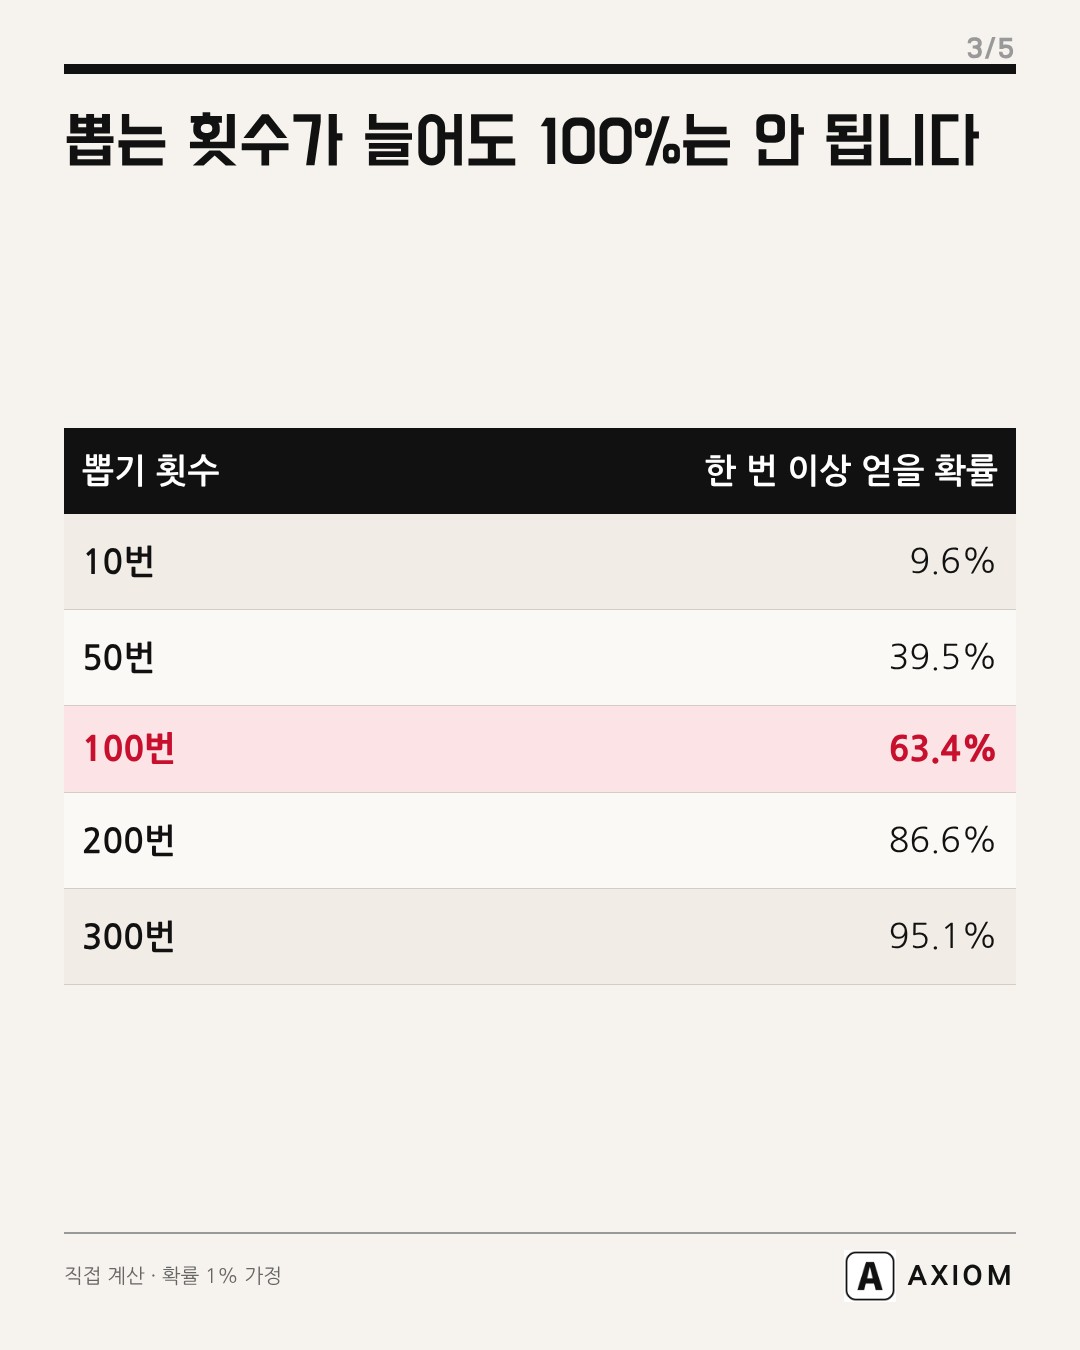 3/5
뽑는 횟수가 늘어도 100%는 안 됩니다
뽑기 횟수 한 번 이상 얻을 확률
10번 9.6%
50번 39.5%
100번 63.4%
200번 86.6%
300번 95.1%
직접 계산 · 확률 1% 가정
A AXIOM